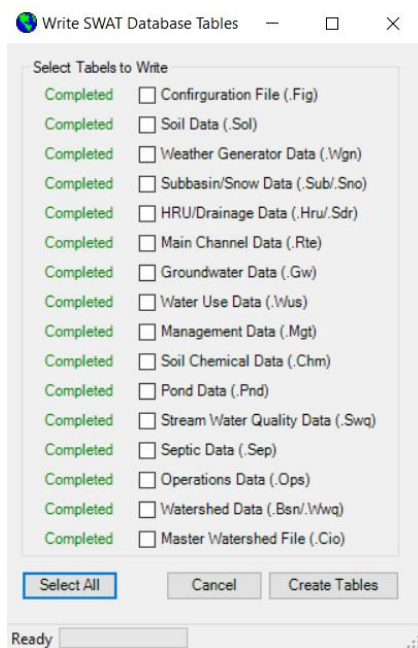 Write SWAT Database Tables
Select Tabels to Write
Completed Confirguration File (.Fig)
Completed Soil Data (.Sol)
Completed Weather Generator Data (.Wgn)
Completed Subbasin/Snow Data (.Sub/.Sno)
Completed HRU/Drainage Data (.Hru/.Sdr)
Completed Main Channel Data (.Rte)
Completed Groundwater Data (.Gw)
Completed Water Use Data (.Wus)
Completed Management Data (.Mgt)
Completed Soil Chemical Data (.Chm)
Completed Pond Data (.Pnd)
Completed Stream Water Quality Data (.Swq)
Completed Septic Data (.Sep)
Completed Operations Data (.Ops)
Completed Watershed Data (.Bsn/.Wwq)
Completed Master Watershed File (.Cio)
Select All Cancel Create Tables
Ready